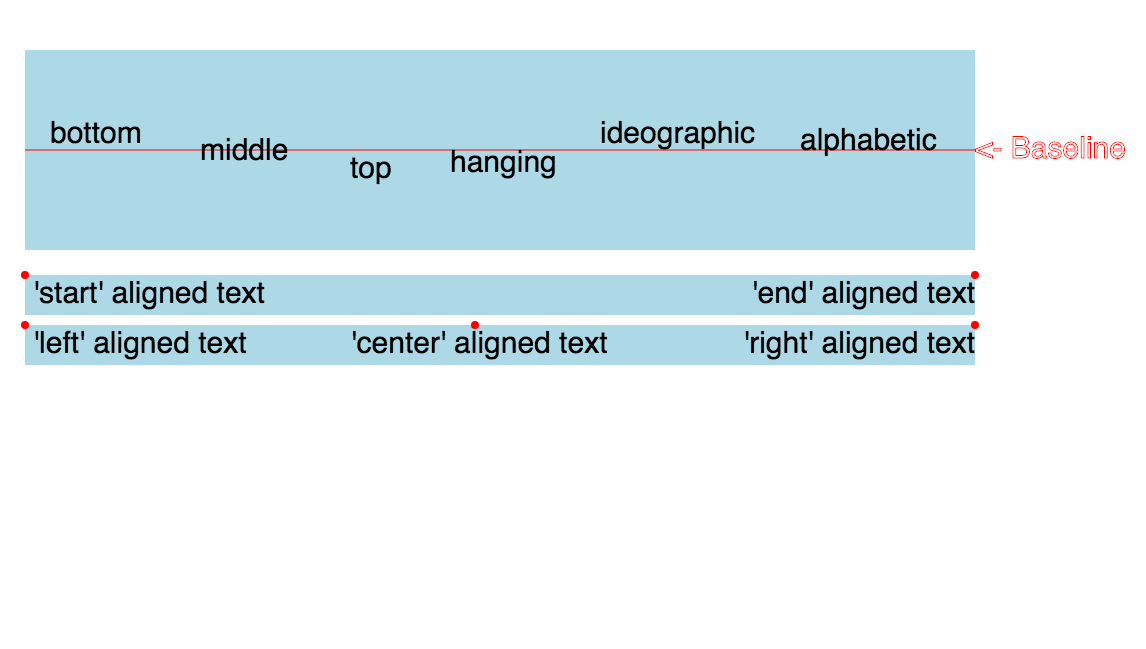 bottom middle top hanging ideographic alphabetic <- Baseline
'start' aligned text 'end' aligned text
'left' aligned text 'center' aligned text 'right' aligned text